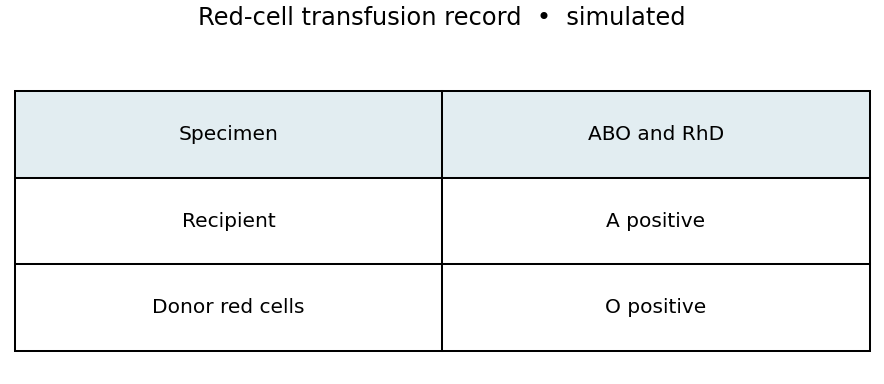 Red-cell transfusion record • simulated
Specimen ABO and RhD
Recipient A positive
Donor red cells O positive